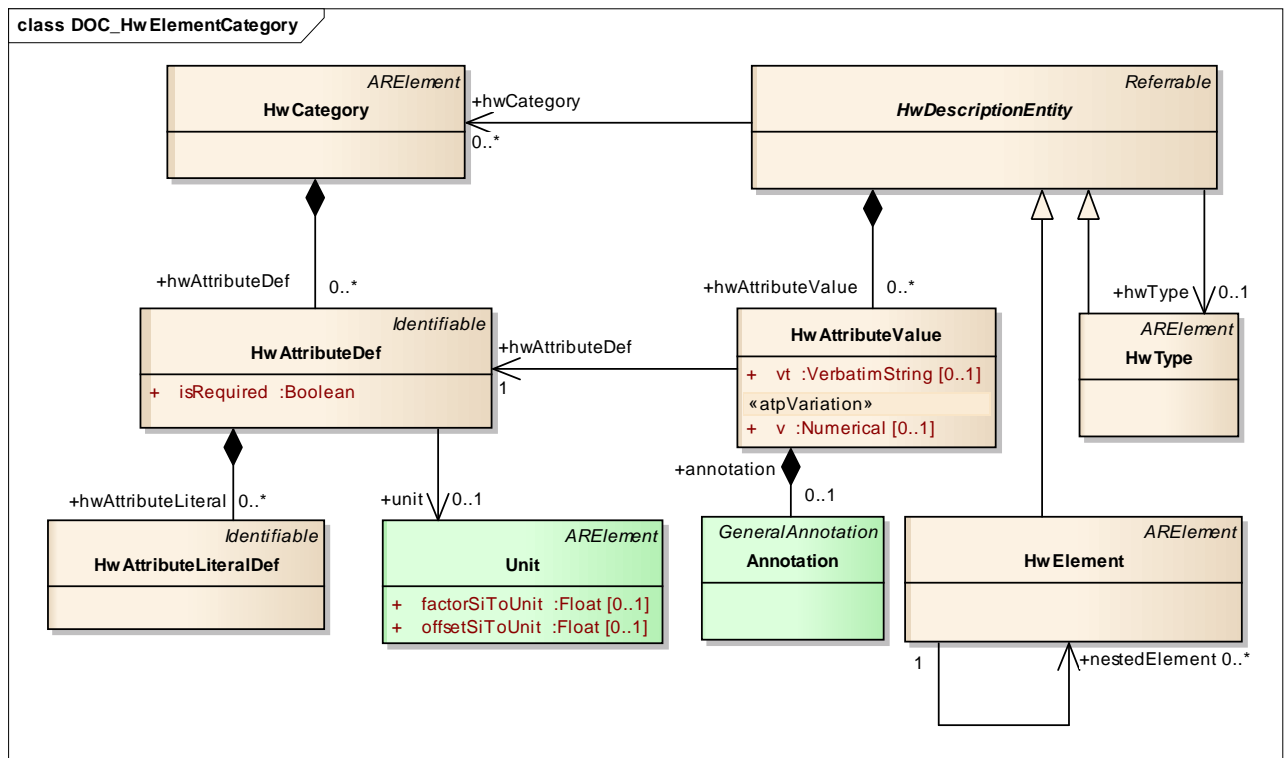 class DOC_HwElementCategory
ARElement
HwCategory
+hwCategory
0..*
Referrable
HwDescriptionEntity
+hwAttributeDef
0..*
+hwAttributeValue
0..*
+hwType
0..1
Identifiable
HwAttributeDef
+ isRequired :Boolean
+hwAttributeDef
1
HwAttributeValue
+ vt :VerbatimString [0..1]
«atpVariation»
+ v :Numerical [0..1]
ARElement
HwType
+hwAttributeLiteral
0..*
+unit
0..1
+annotation
0..1
Identifiable
HwAttributeLiteralDef
ARElement
Unit
+ factorSiToUnit :Float [0..1]
+ offsetSiToUnit :Float [0..1]
GeneralAnnotation
Annotation
ARElement
HwElement
1
+nestedElement 0..*